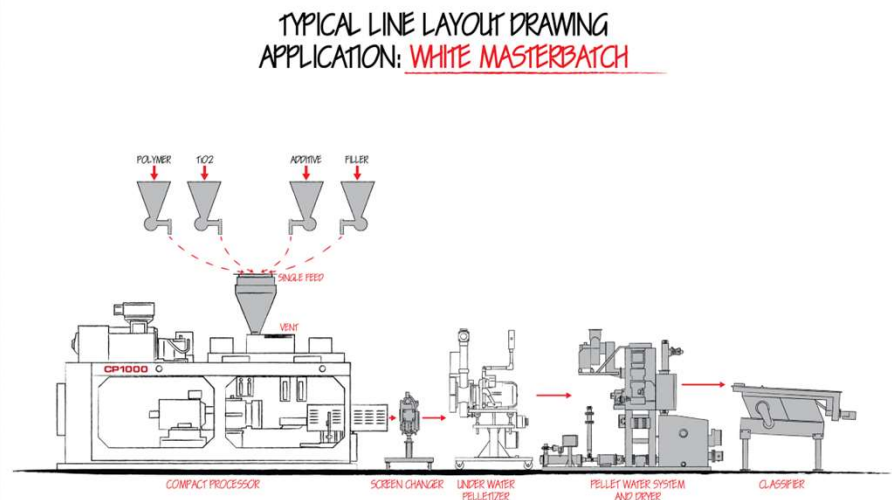 TYPICAL LINE LAYOUT DRAWING
APPLICATION: WHITE MASTERBATCH
POLYMER
TiO2
ADDITIVE
FILLER
SINGLE FEED
VENT
CP1000
COMPACT PROCESSOR
SCREEN CHANGER
UNDER WATER
PELLETIZER
PELLET WATER SYSTEM
AND DRYER
CLASSIFIER